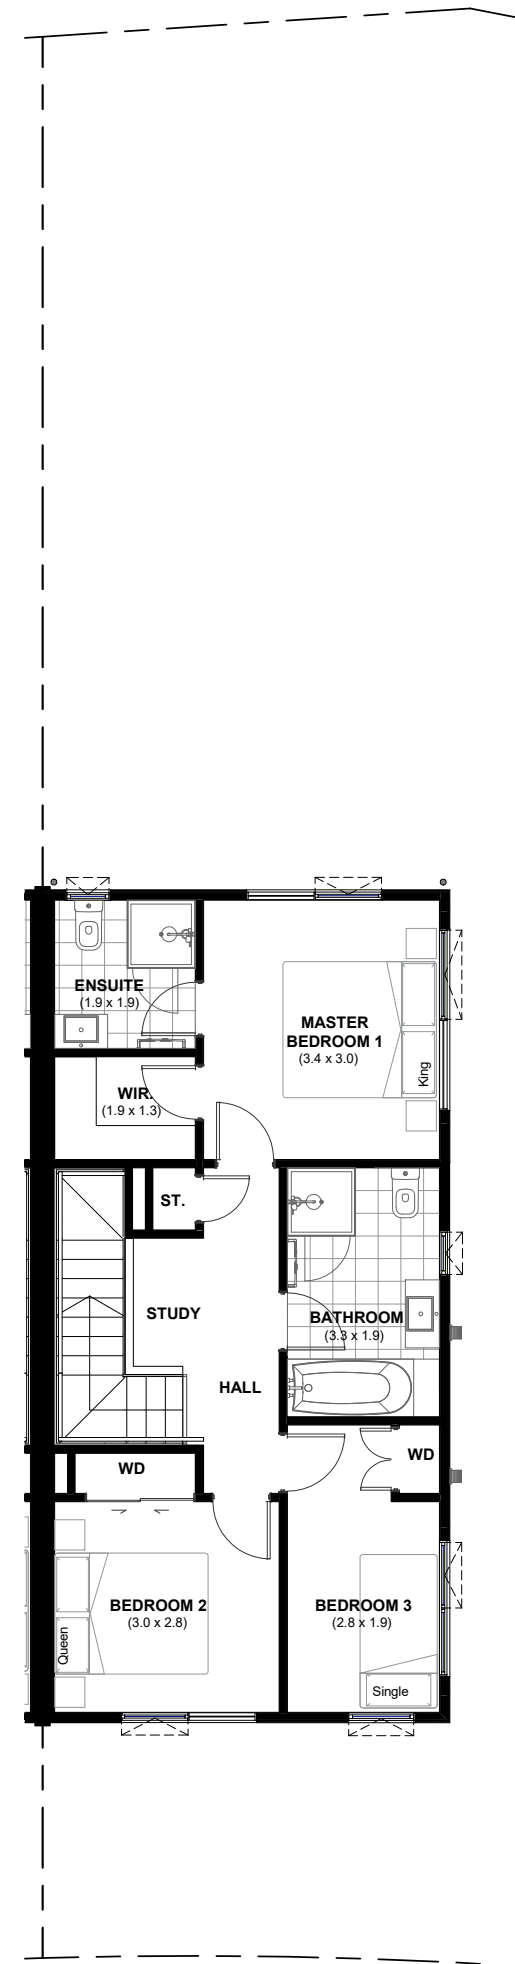 ENSUITE
(1.9 x 1.9)
MASTER
BEDROOM 1
(3.4 x 3.0)
King
WIR.
(1.9 x 1.3)
ST.
STUDY
BATHROOM
(3.3 x 1.9)
HALL
WD
WD
BEDROOM 2
(3.0 x 2.8)
Queen
BEDROOM 3
(2.8 x 1.9)
Single